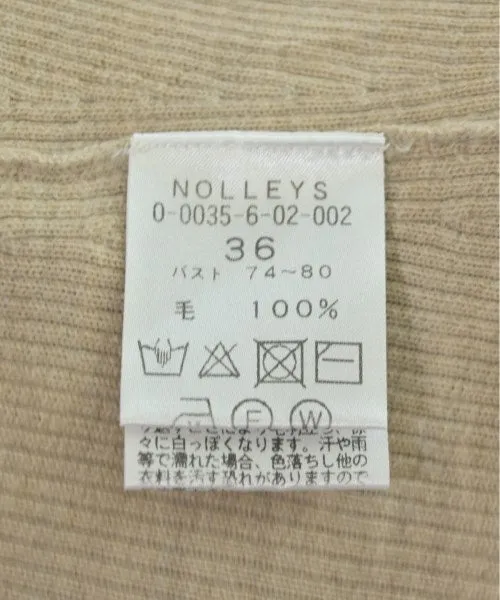 NOLLEYS
0-0035-6-02-002
36
バスト 74～80
毛 100%
F W
々に白っぽくなります。汗や雨
等で濡れた場合、色落ちし他の
衣料を汚す恐れがありますので